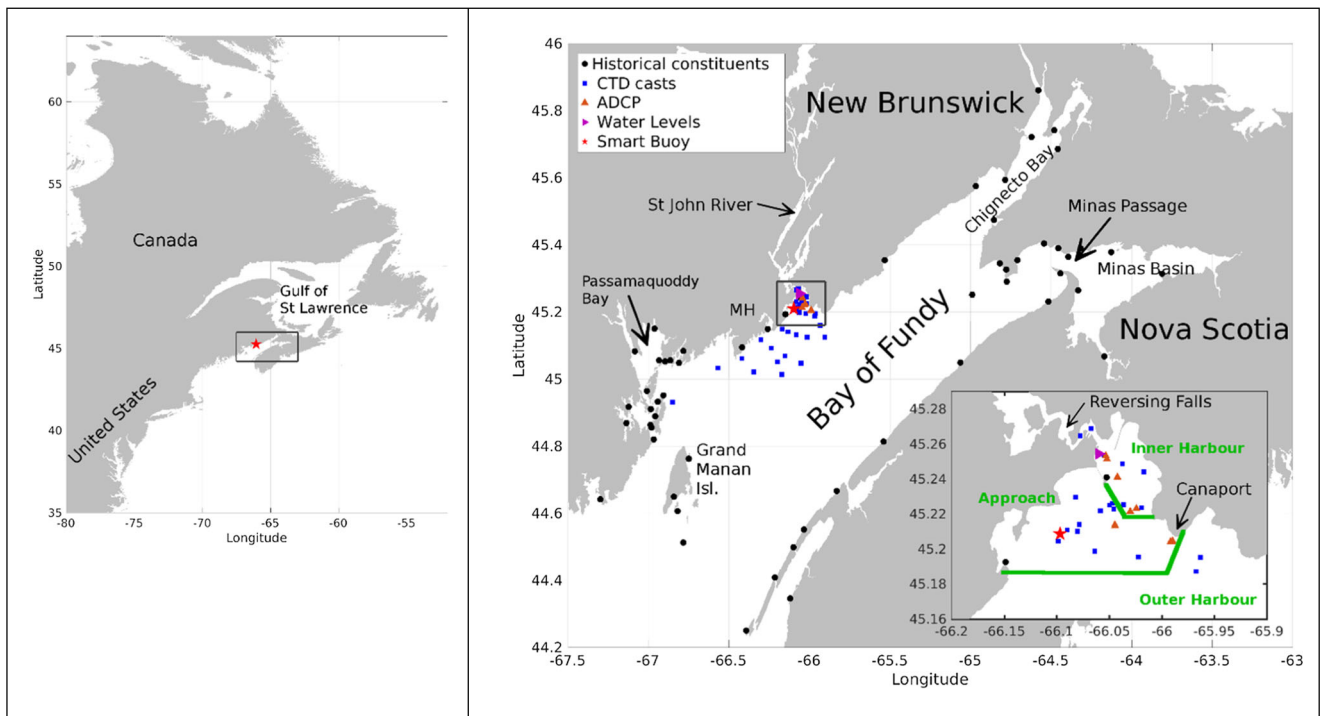 60
55
50
45
40
35
-80
-75
-70
-65
-60
-55
Latitude
Longitude
Canada
Gulf of
St Lawrence
United States
46
45.8
45.6
45.4
45.2
45
44.8
44.6
44.4
44.2
-67.5
-67
-66.5
-66
-65.5
-65
-64.5
-64
-63.5
-63
Latitude
Longitude
Historical constituents
CTD casts
ADCP
Water Levels
Smart Buoy
New Brunswick
St John River
Chignecto Bay
Minas Passage
Minas Basin
Passamaquoddy
Bay
MH
Bay of Fundy
Nova Scotia
Grand
Manan
Isl.
45.28
45.26
45.24
45.22
45.2
45.18
45.16
-66.2
-66.15
-66.1
-66.05
-66
-65.95
-65.9
Reversing Falls
Inner Harbour
Approach
Canaport
Outer Harbour